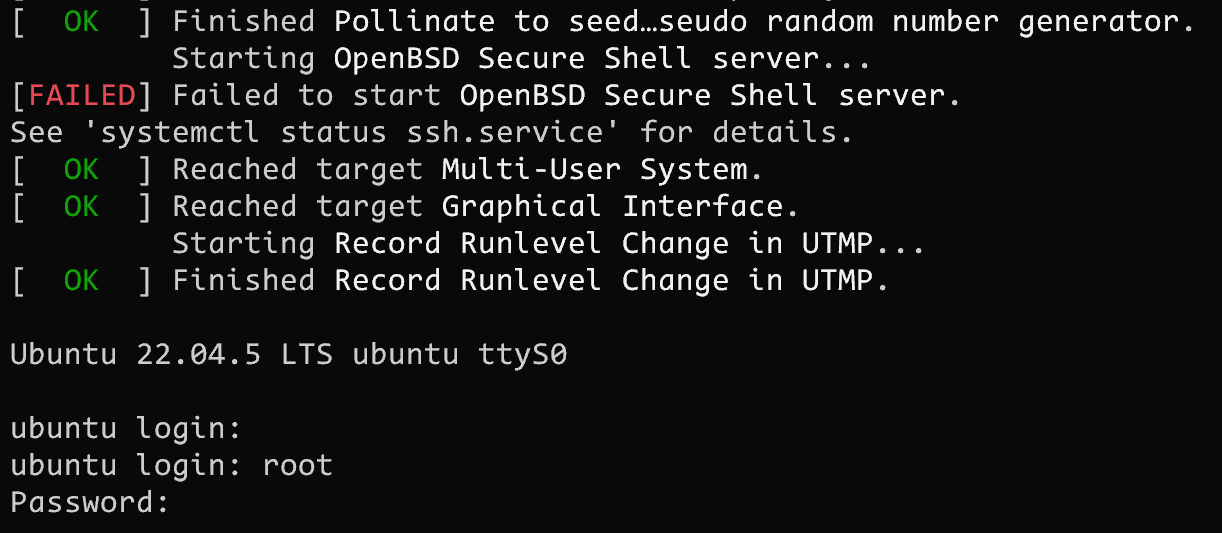 [  OK  ] Finished Pollinate to seed…seudo random number generator.
         Starting OpenBSD Secure Shell server...
[FAILED] Failed to start OpenBSD Secure Shell server.
See 'systemctl status ssh.service' for details.
[  OK  ] Reached target Multi-User System.
[  OK  ] Reached target Graphical Interface.
         Starting Record Runlevel Change in UTMP...
[  OK  ] Finished Record Runlevel Change in UTMP.
Ubuntu 22.04.5 LTS ubuntu ttyS0
ubuntu login:
ubuntu login: root
Password: